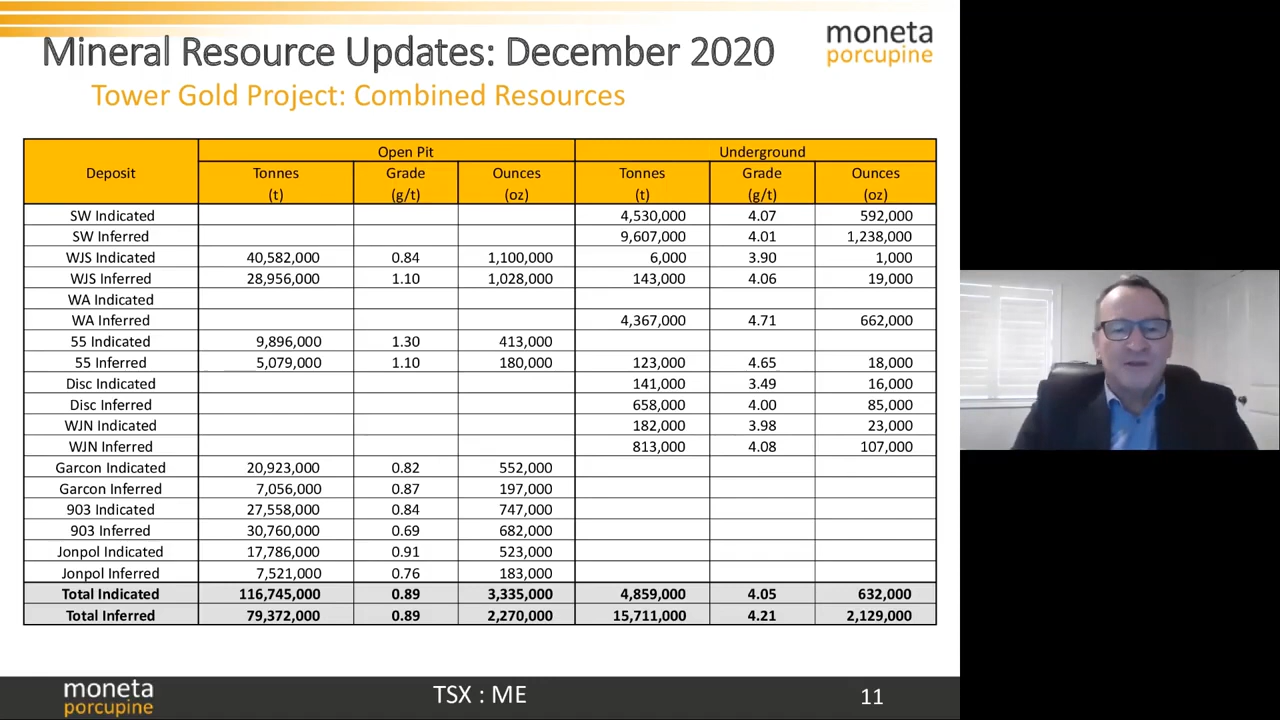 moneta
porcupine
Mineral Resource Updates: December 2020
Tower Gold Project: Combined Resources
Deposit Open Pit Underground
Tonnes (t) Grade (g/t) Ounces (oz) Tonnes (t) Grade (g/t) Ounces (oz)
SW Indicated 4,530,000 4.07 592,000
SW Inferred 9,607,000 4.01 1,238,000
WJS Indicated 40,582,000 0.84 1,100,000 6,000 3.90 1,000
WJS Inferred 28,956,000 1.10 1,028,000 143,000 4.06 19,000
WA Indicated
WA Inferred 4,367,000 4.71 662,000
55 Indicated 9,896,000 1.30 413,000
55 Inferred 5,079,000 1.10 180,000 123,000 4.65 18,000
Disc Indicated 141,000 3.49 16,000
Disc Inferred 658,000 4.00 85,000
WJN Indicated 182,000 3.98 23,000
WJN Inferred 813,000 4.08 107,000
Garcon Indicated 20,923,000 0.82 552,000
Garcon Inferred 7,056,000 0.87 197,000
903 Indicated 27,558,000 0.84 747,000
903 Inferred 30,760,000 0.69 682,000
Jonpol Indicated 17,786,000 0.91 523,000
Jonpol Inferred 7,521,000 0.76 183,000
Total Indicated 116,745,000 0.89 3,335,000 4,859,000 4.05 632,000
Total Inferred 79,372,000 0.89 2,270,000 15,711,000 4.21 2,129,000
moneta
porcupine
TSX : ME
11